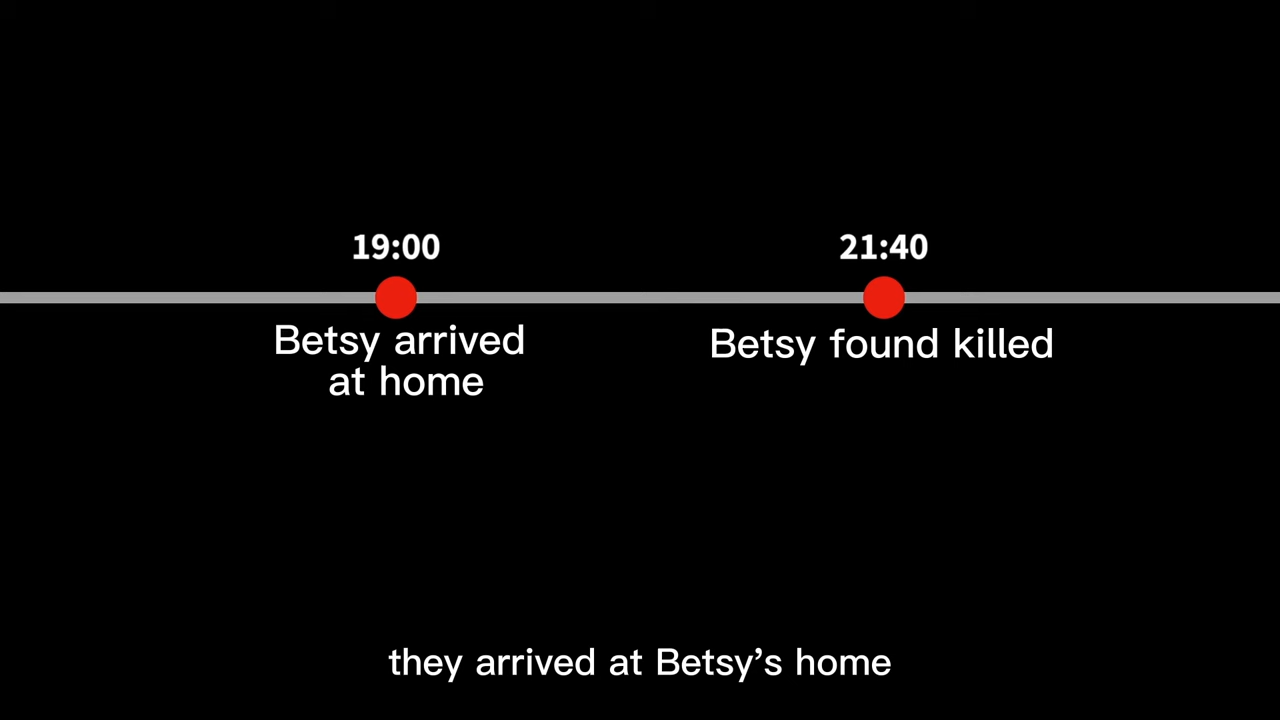 19:00
21:40
Betsy arrived
at home
Betsy found killed
they arrived at Betsy’s home